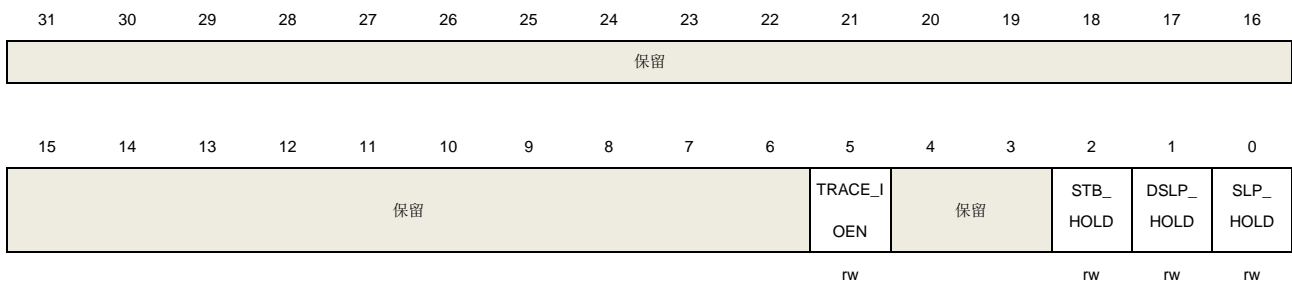 31 30 29 28 27 26 25 24 23 22 21 20 19 18 17 16
保留
15 14 13 12 11 10 9 8 7 6 5 4 3 2 1 0
保留 TRACE_I OEN 保留 STB_ HOLD DSLP_ HOLD SLP_ HOLD
rw rw rw rw